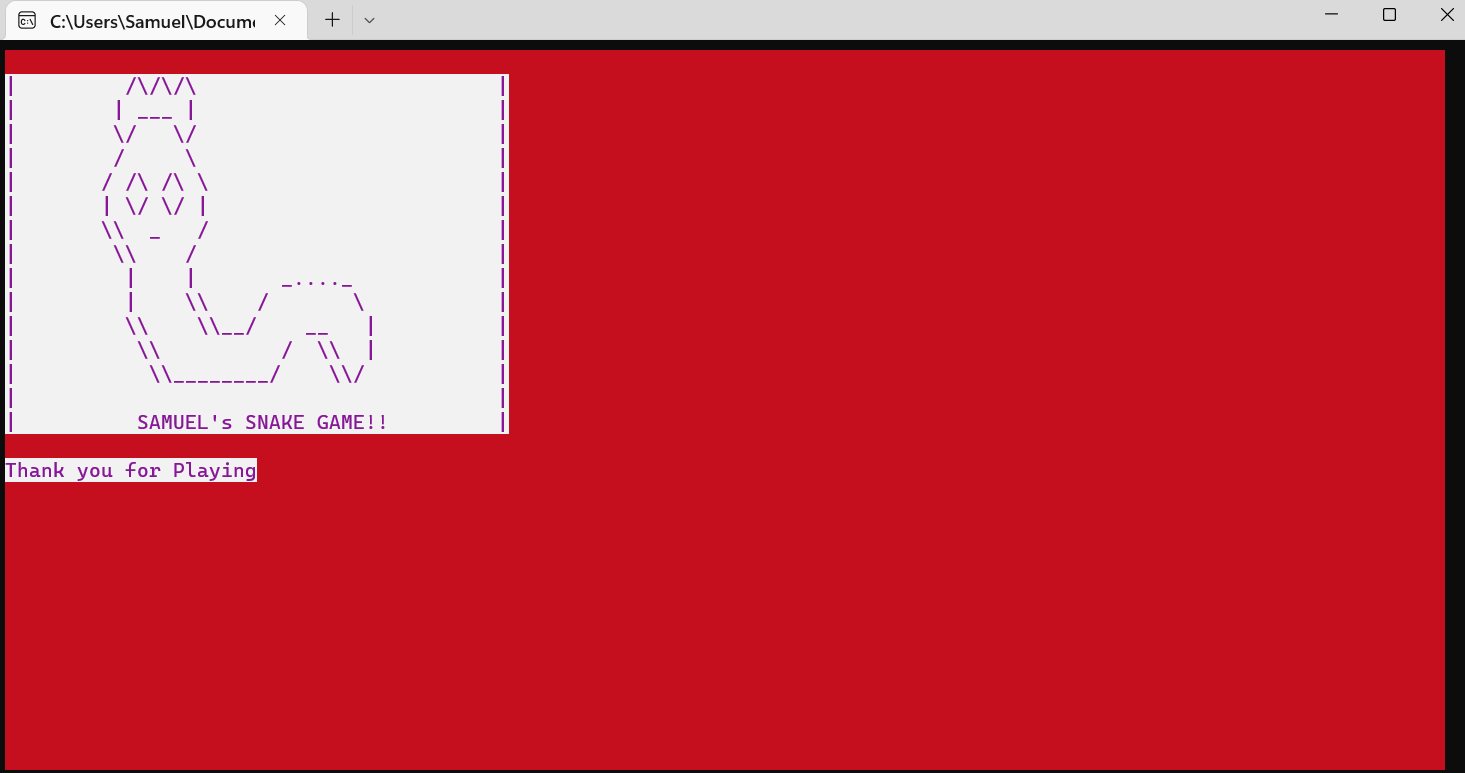 C:\Users\Samuel\Docume
SAMUEL's SNAKE GAME!!
Thank you for Playing